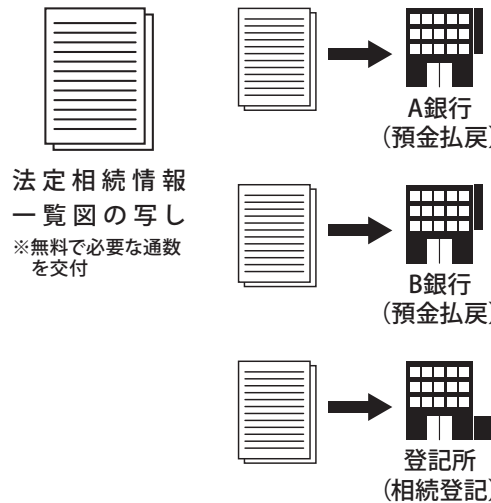 法定相続情報
一覧図の写し
※無料で必要な通数
を交付
A銀行
(預金払戻)
B銀行
(預金払戻)
登記所
(相続登記)